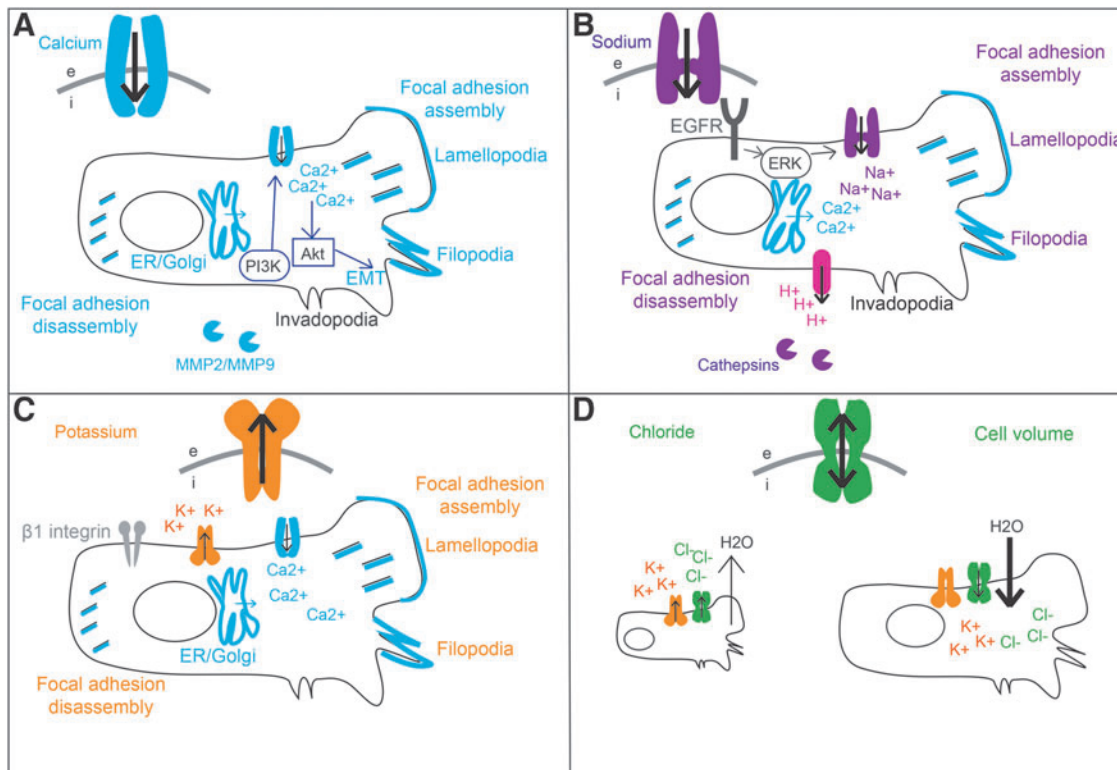 A
Calcium
e
i
Focal adhesion
assembly
Lamellopodia
Ca2+
Ca2+
Ca2+
ER/Golgi
PI3K
Akt
EMT
Filopodia
Focal adhesion
disassembly
Invadopodia
MMP2/MMP9
B
Sodium
e
i
Focal adhesion
assembly
EGFR
ERK
Lamellopodia
Na+
Na+
Na+
Ca2+
Ca2+
Filopodia
Focal adhesion
disassembly
H+
H+
H+
Invadopodia
Cathepsins
C
Potassium
e
i
Focal adhesion
assembly
K+
K+
K+
β1 integrin
Lamellopodia
Ca2+
Ca2+
Ca2+
ER/Golgi
Filopodia
Focal adhesion
disassembly
D
Chloride
Cell volume
e
i
H2O
Cl-
Cl-
Cl-
K+
K+
K+
H2O
K+
K+
K+
Cl-
Cl-
Cl-